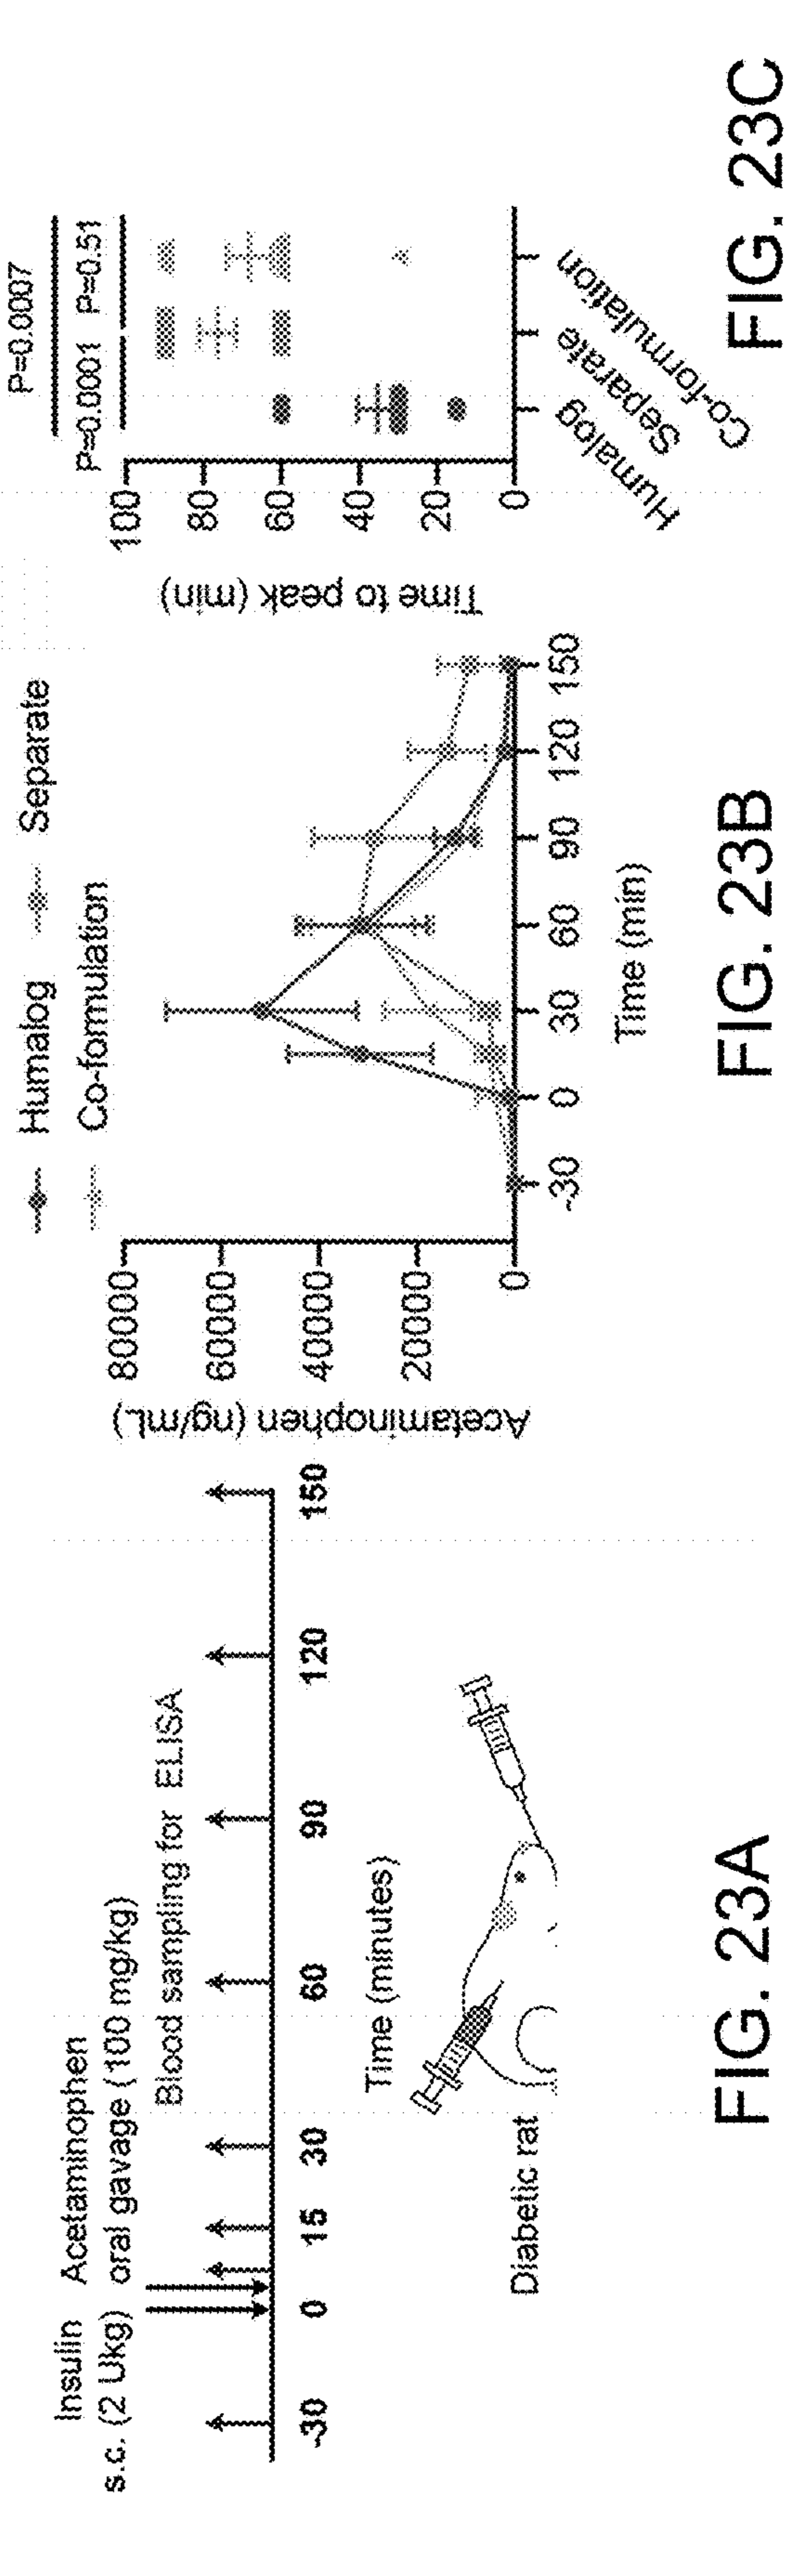 Insulin
s.c. (2 Ukg)
Acetaminophen
oral gavage (100 mg/kg)
Blood sampling for ELISA
-30 0 15 30 60 90 120 150
Time (minutes)
Diabetic rat
FIG. 23A
Humalog Separate
Co-formulation
Acetaminophen (ng/mL)
80000
60000
40000
20000
0
-30 0 30 60 90 120 150
Time (min)
FIG. 23B
P=0.0007
P=0.0001 P=0.51
Time to peak (min)
100
80
60
40
20
0
Humalog
Separate
Co-formulation
FIG. 23C